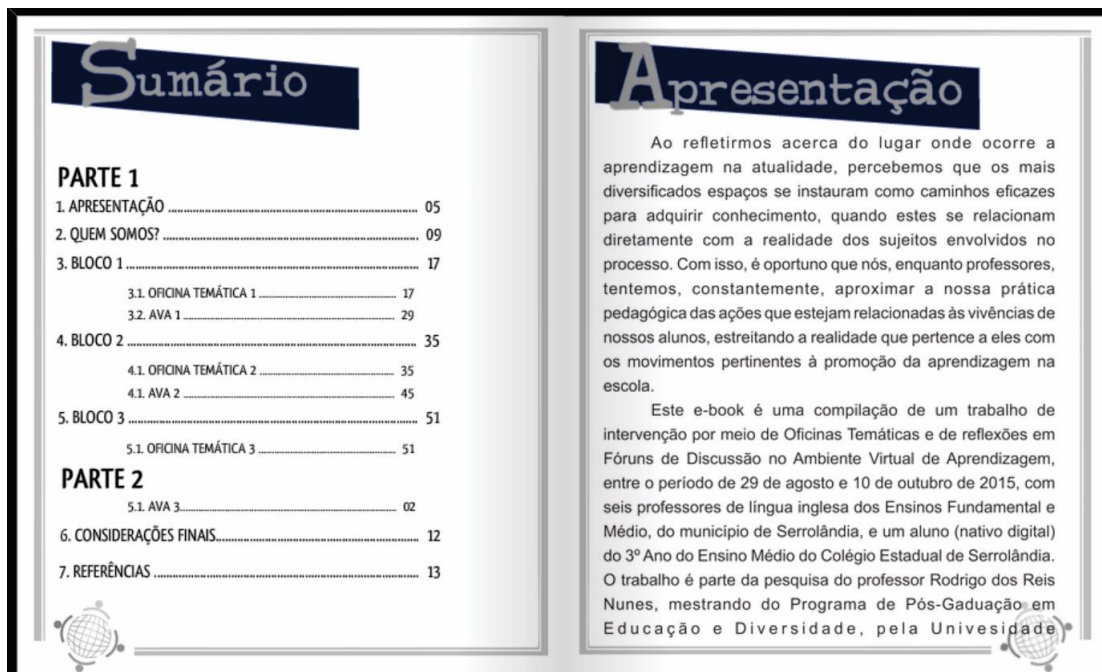 Sumário
PARTE 1
1. APRESENTAÇÃO ........ 05
2. QUEM SOMOS? ........ 09
3. BLOCO 1 ........ 17
3.1. OFICINA TEMÁTICA 1 ........ 17
3.2. AVA 1 ........ 29
4. BLOCO 2 ........ 35
4.1. OFICINA TEMÁTICA 2 ........ 35
4.1. AVA 2 ........ 45
5. BLOCO 3 ........ 51
5.1. OFICINA TEMÁTICA 3 ........ 51
PARTE 2
5.1. AVA 3 ........ 02
6. CONSIDERAÇÕES FINAIS ........ 12
7. REFERÊNCIAS ........ 13
Apresentação
Ao refletirmos acerca do lugar onde ocorre a
aprendizagem na atualidade, percebemos que os mais
diversificados espaços se instauram como caminhos eficazes
para adquirir conhecimento, quando estes se relacionam
diretamente com a realidade dos sujeitos envolvidos no
processo. Com isso, é oportuno que nós, enquanto professores,
tentemos, constantemente, aproximar a nossa prática
pedagógica das ações que estejam relacionadas às vivências de
nossos alunos, estreitando a realidade que pertence a eles com
os movimentos pertinentes à promoção da aprendizagem na
escola.
Este e-book é uma compilação de um trabalho de
intervenção por meio de Oficinas Temáticas e de reflexões em
Fóruns de Discussão no Ambiente Virtual de Aprendizagem,
entre o período de 29 de agosto e 10 de outubro de 2015, com
seis professores de língua inglesa dos Ensinos Fundamental e
Médio, do município de Serrolândia, e um aluno (nativo digital)
do 3º Ano do Ensino Médio do Colégio Estadual de Serrolândia.
O trabalho é parte da pesquisa do professor Rodrigo dos Reis
Nunes, mestrando do Programa de Pós-Gaduação em
Educação e Diversidade, pela Univesidade